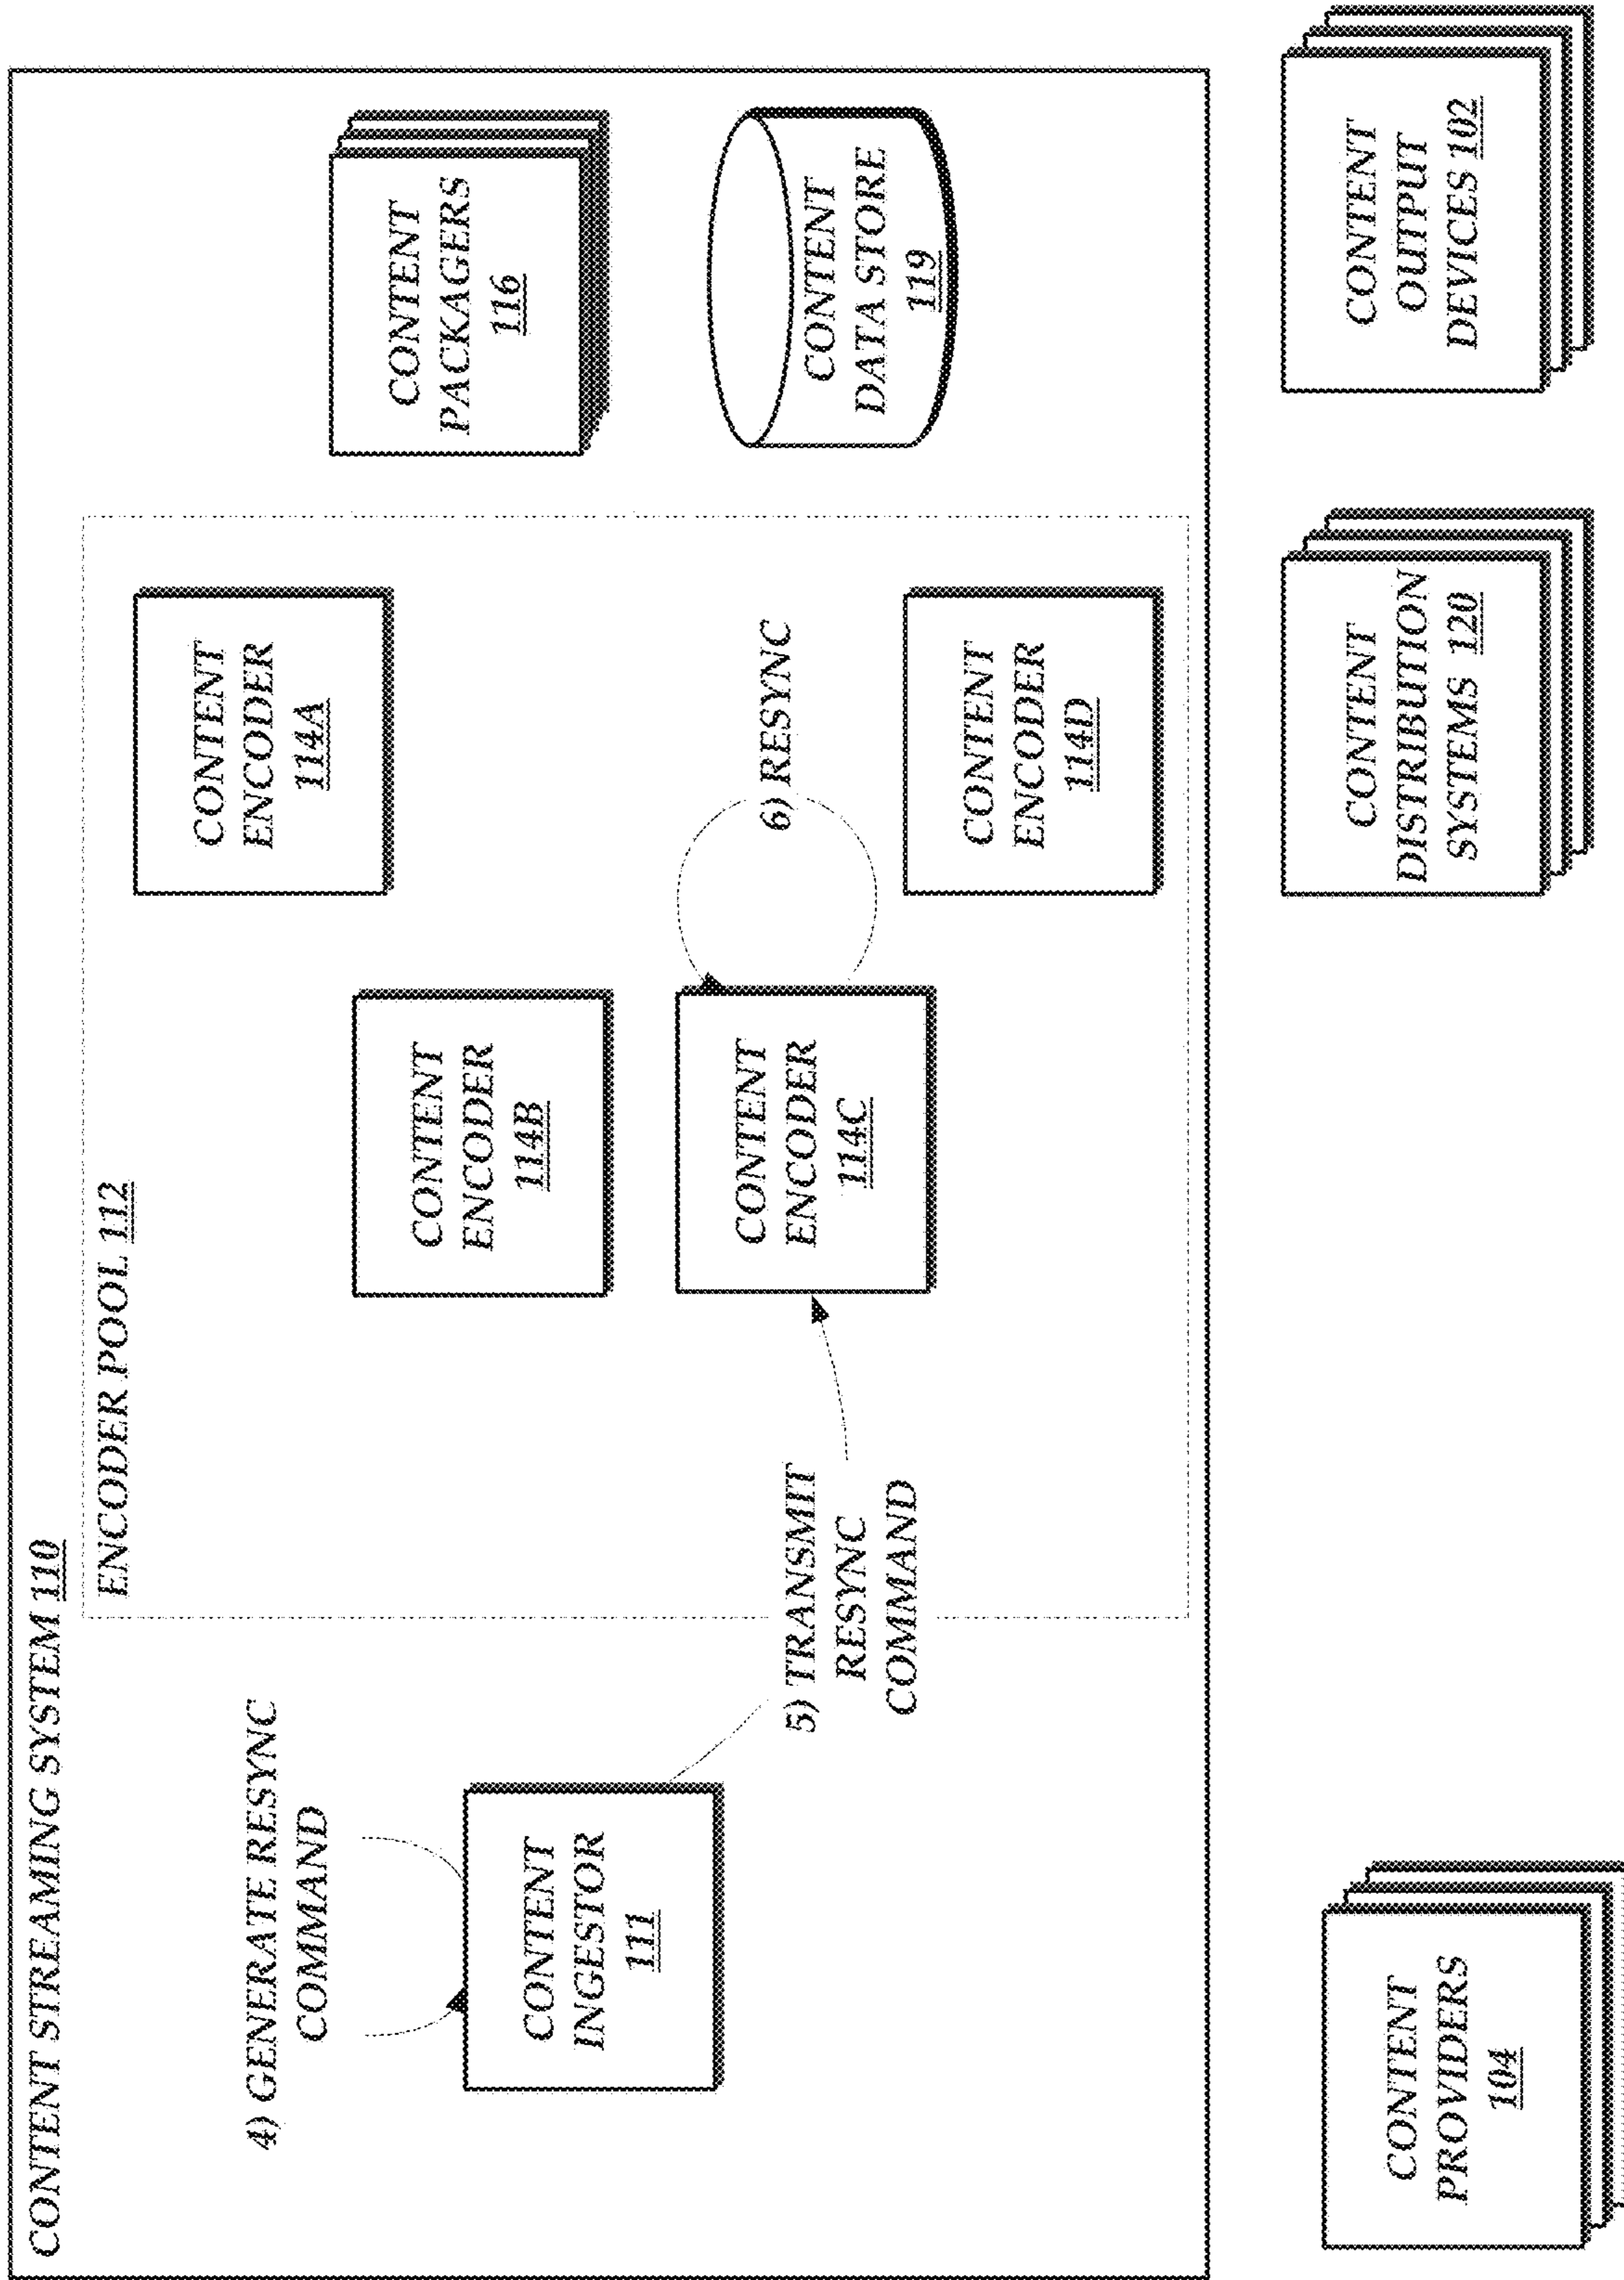 CONTENT STREAMING SYSTEM 110
ENCODER POOL 112
4) GENERATE RESYNC
COMMAND
CONTENT
INGESTOR
111
5) TRANSMIT
RESYNC
COMMAND
CONTENT
ENCODER
114B
CONTENT
ENCODER
114C
6) RESYNC
CONTENT
ENCODER
114A
CONTENT
ENCODER
114D
CONTENT
PACKAGERS
116
CONTENT
DATA STORE
119
CONTENT
PROVIDERS
104
CONTENT
DISTRIBUTION
SYSTEMS 120
CONTENT
OUTPUT
DEVICES 102